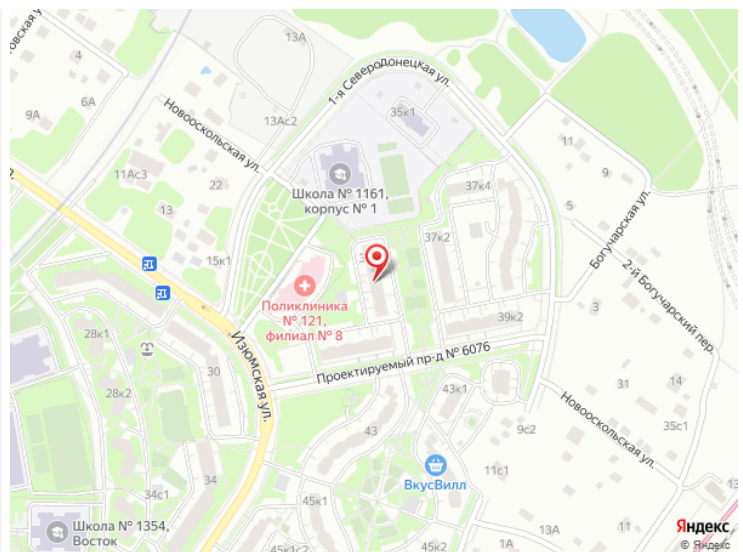 13А
4
6А
9А
Новооскольская ул.
13Ас2
1-я Северодонецкая ул.
35к1
11
9
5
Богучарская ул.
2-й Богучарский пер.
11Ас3
22
13
Школа № 1161,
корпус № 1
37к4
37к2
15к1
Поликлиника
№ 121,
филиал № 8
28к1
28к2
30
Изюмская ул.
Проектируемый пр-д № 6076
39к2
3
31
14
35с1
43к1
43
Новооскольская ул.
9с2
11с1
ВкусВилл
34
34с1
45к1
45к1с2
45к2
1А
13А
11
13
Школа № 1354,
Восток
Яндекс
© Яндекс